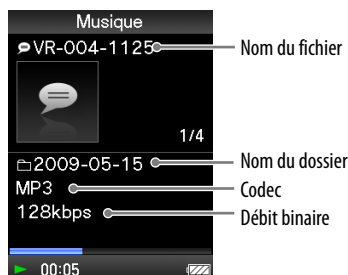 Musique
VR-004-1125
Nom du fichier
1/4
2009-05-15
Nom du dossier
MP3
Codec
128kbps
Débit binaire
00:05